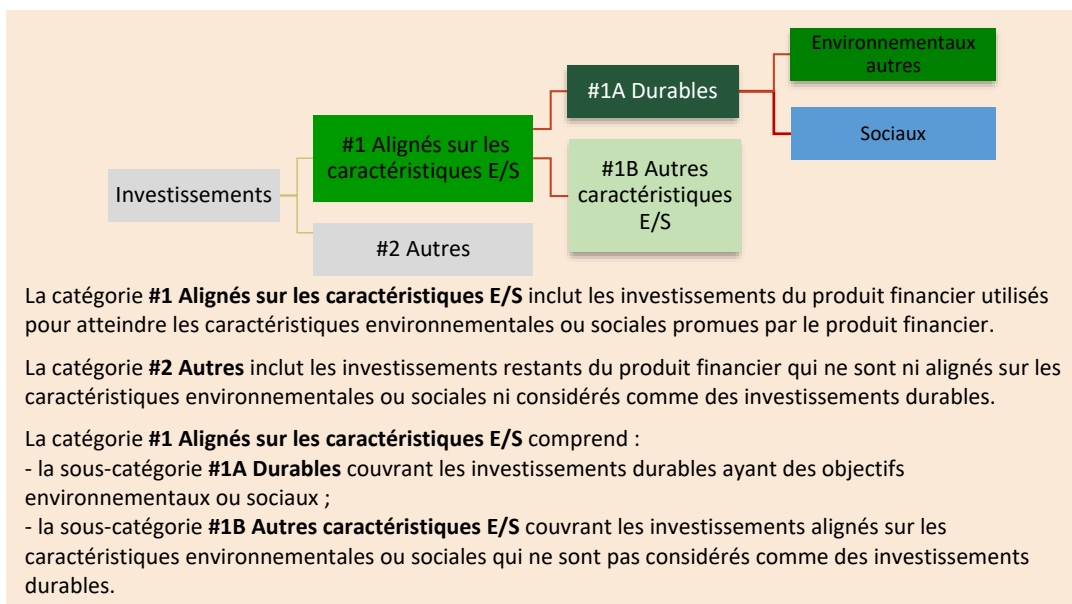 Environnementaux
autres
#1A Durables
Sociaux
#1 Alignés sur les
caractéristiques E/S
#1B Autres
caractéristiques
E/S
Investissements
#2 Autres
La catégorie #1 Alignés sur les caractéristiques E/S inclut les investissements du produit financier utilisés
pour atteindre les caractéristiques environnementales ou sociales promues par le produit financier.
La catégorie #2 Autres inclut les investissements restants du produit financier qui ne sont ni alignés sur les
caractéristiques environnementales ou sociales ni considérés comme des investissements durables.
La catégorie #1 Alignés sur les caractéristiques E/S comprend :
- la sous-catégorie #1A Durables couvrant les investissements durables ayant des objectifs
environnementaux ou sociaux ;
- la sous-catégorie #1B Autres caractéristiques E/S couvrant les investissements alignés sur les
caractéristiques environnementales ou sociales qui ne sont pas considérés comme des investissements
durables.